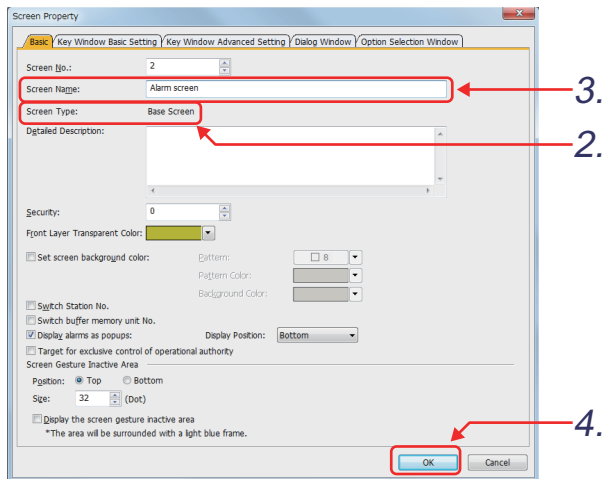 Screen Property
Basic Key Window Basic Setting Key Window Advanced Setting Dialog Window Option Selection Window
Screen No.: 2
Screen Name: Alarm screen
3.
Screen Type: Base Screen
Detailed Description:
2.
Security: 0
Front Layer Transparent Color:
Set screen background color: Pattern: 8
Pattern Color:
Background Color:
Switch Station No.
Switch buffer memory unit No.
Display alarms as popups: Display Position: Bottom
Target for exclusive control of operational authority
Screen Gesture Inactive Area
Position: Top Bottom
Size: 32 (Dot)
Display the screen gesture inactive area
*The area will be surrounded with a light blue frame.
4.
OK Cancel